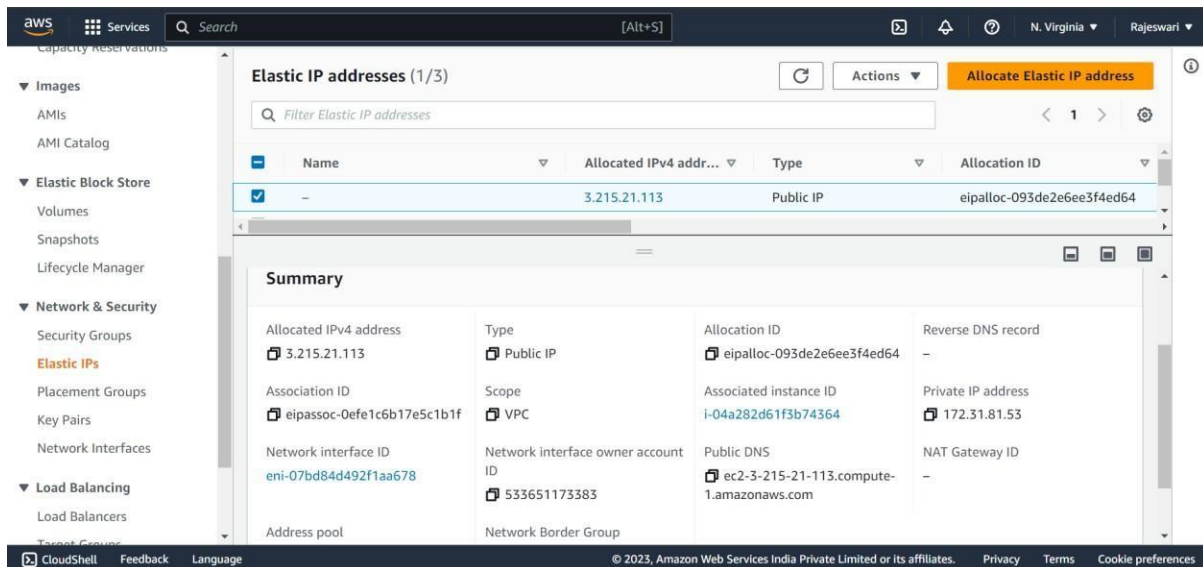 aws
Services
Search
[Alt+S]
N. Virginia
Rajeswari
Capacity Reservations
Images
AMIs
AMI Catalog
Elastic Block Store
Volumes
Snapshots
Lifecycle Manager
Network & Security
Security Groups
Elastic IPs
Placement Groups
Key Pairs
Network Interfaces
Load Balancing
Load Balancers
Target Groups
Elastic IP addresses (1/3)
Actions
Allocate Elastic IP address
Filter Elastic IP addresses
1
Name
Allocated IPv4 addr...
Type
Allocation ID
–
3.215.21.113
Public IP
eipalloc-093de2e6ee3f4ed64
Summary
Allocated IPv4 address
3.215.21.113
Type
Public IP
Allocation ID
eipalloc-093de2e6ee3f4ed64
Reverse DNS record
–
Association ID
eipassoc-0efe1c6b17e5c1b1f
Scope
VPC
Associated instance ID
i-04a282d61f3b74364
Private IP address
172.31.81.53
Network interface ID
eni-07bd84d492f1aa678
Network interface owner account
ID
533651173383
Public DNS
ec2-3-215-21-113.compute-
1.amazonaws.com
NAT Gateway ID
–
Address pool
Network Border Group
CloudShell
Feedback
Language
© 2023, Amazon Web Services India Private Limited or its affiliates.
Privacy
Terms
Cookie preferences